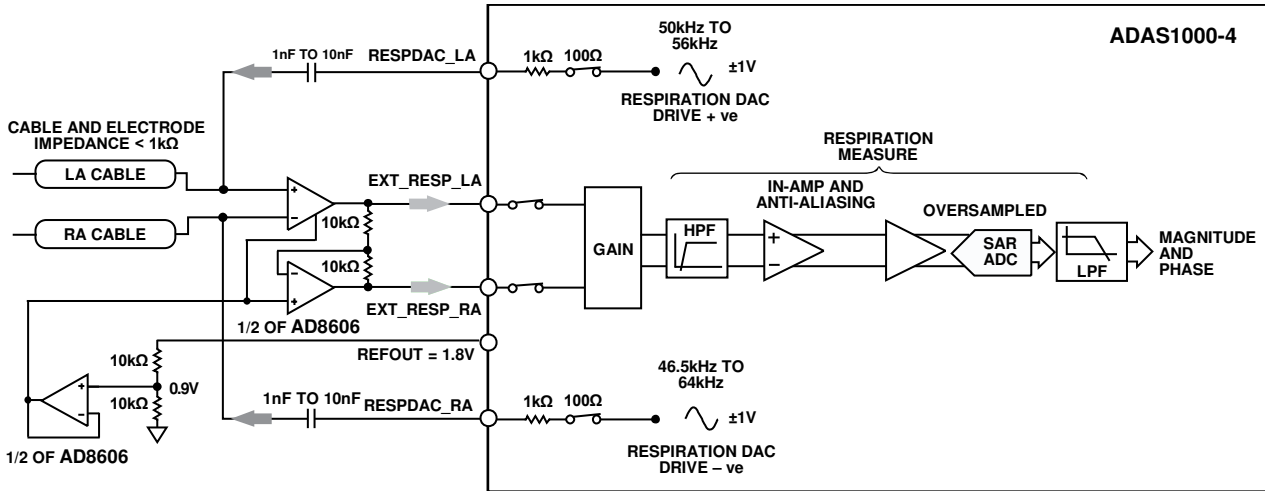 ADAS1000-4
50kHz TO
56kHz
±1V
RESPIRATION DAC
DRIVE + ve
1kΩ
100Ω
RESPDAC_LA
1nF TO 10nF
CABLE AND ELECTRODE
IMPEDANCE < 1kΩ
LA CABLE
RA CABLE
+
–
10kΩ
10kΩ
–
+
1/2 OF AD8606
EXT_RESP_LA
EXT_RESP_RA
REFOUT = 1.8V
10kΩ
0.9V
10kΩ
+
–
1/2 OF AD8606
1nF TO 10nF
RESPDAC_RA
GAIN
RESPIRATION
MEASURE
HPF
IN-AMP AND
ANTI-ALIASING
+
–
OVERSAMPLED
SAR
ADC
LPF
MAGNITUDE
AND
PHASE
46.5kHz TO
64kHz
1kΩ
100Ω
±1V
RESPIRATION DAC
DRIVE – ve